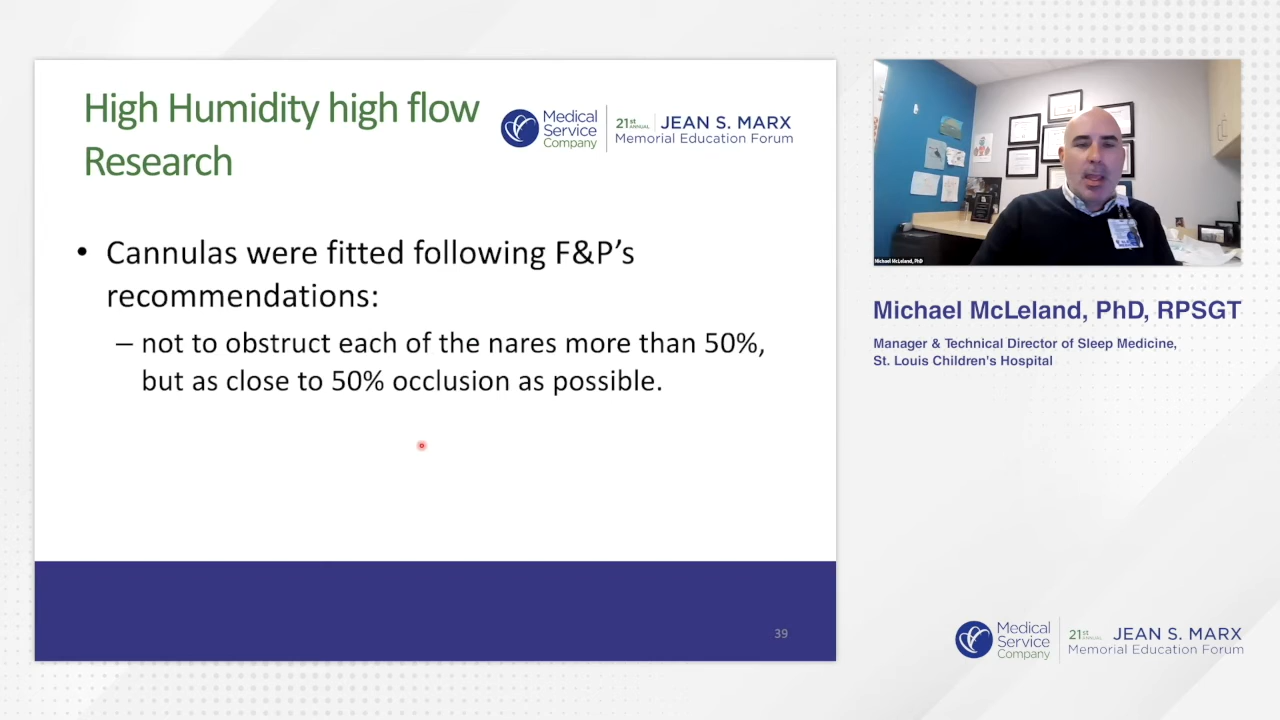 High Humidity high flow
Research
Medical
Service
Company
21st
ANNUAL
JEAN S. MARX
Memorial Education Forum
• Cannulas were fitted following F&P’s
recommendations:
– not to obstruct each of the nares more than 50%,
but as close to 50% occlusion as possible.
39
Michael McLeland, PhD
Michael McLeland, PhD, RPSGT
Manager & Technical Director of Sleep Medicine,
St. Louis Children's Hospital
Medical
Service
Company
21st
ANNUAL
JEAN S. MARX
Memorial Education Forum